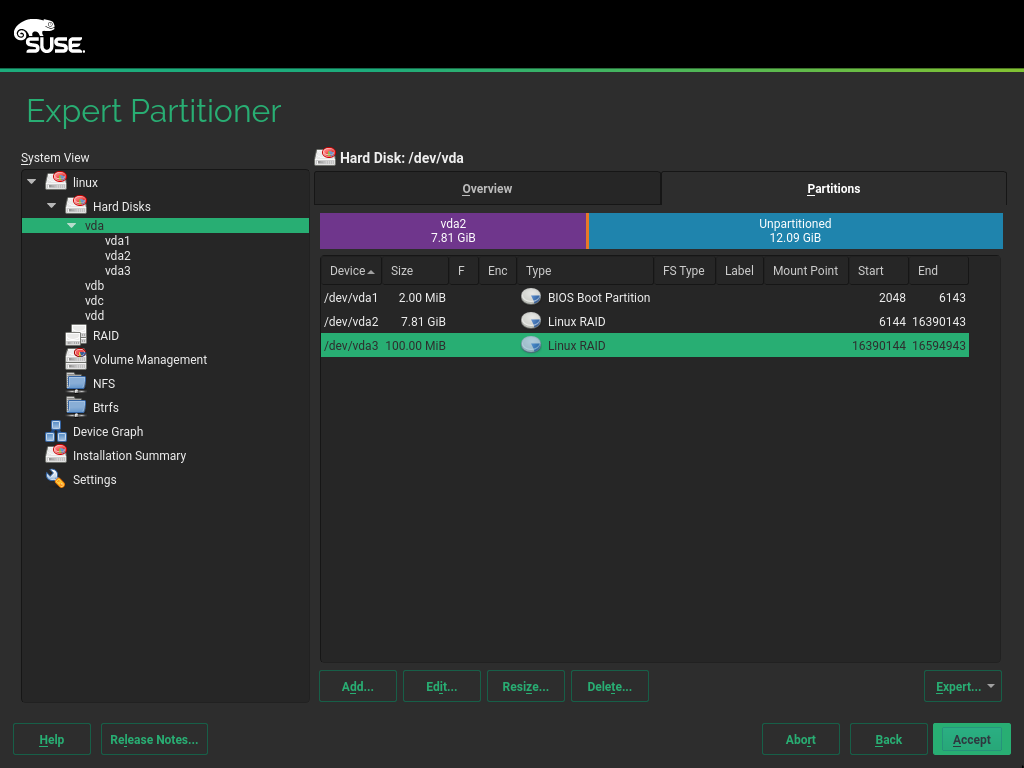 SUSE.
Expert Partitioner
System View
linux
Hard Disks
vda
vda1
vda2
vda3
vdb
vdc
vdd
RAID
Volume Management
NFS
Btrfs
Device Graph
Installation Summary
Settings
Hard Disk: /dev/vda
Overview Partitions
vda2 Unpartitioned
7.81 GiB 12.09 GiB
Device Size F Enc Type FS Type Label Mount Point Start End
/dev/vda1 2.00 MiB BIOS Boot Partition 2048 6143
/dev/vda2 7.81 GiB Linux RAID 6144 16390143
/dev/vda3 100.00 MiB Linux RAID 16390144 16594943
Add... Edit... Resize... Delete... Expert...
Help Release Notes... Abort Back Accept